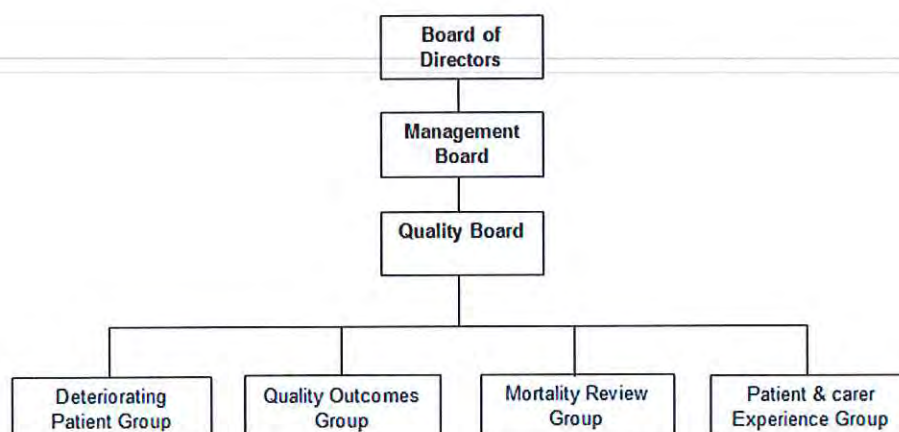 Board of
Directors
Management
Board
Quality Board
Deteriorating
Patient Group
Quality Outcomes
Group
Mortality Review
Group
Patient & carer
Experience Group